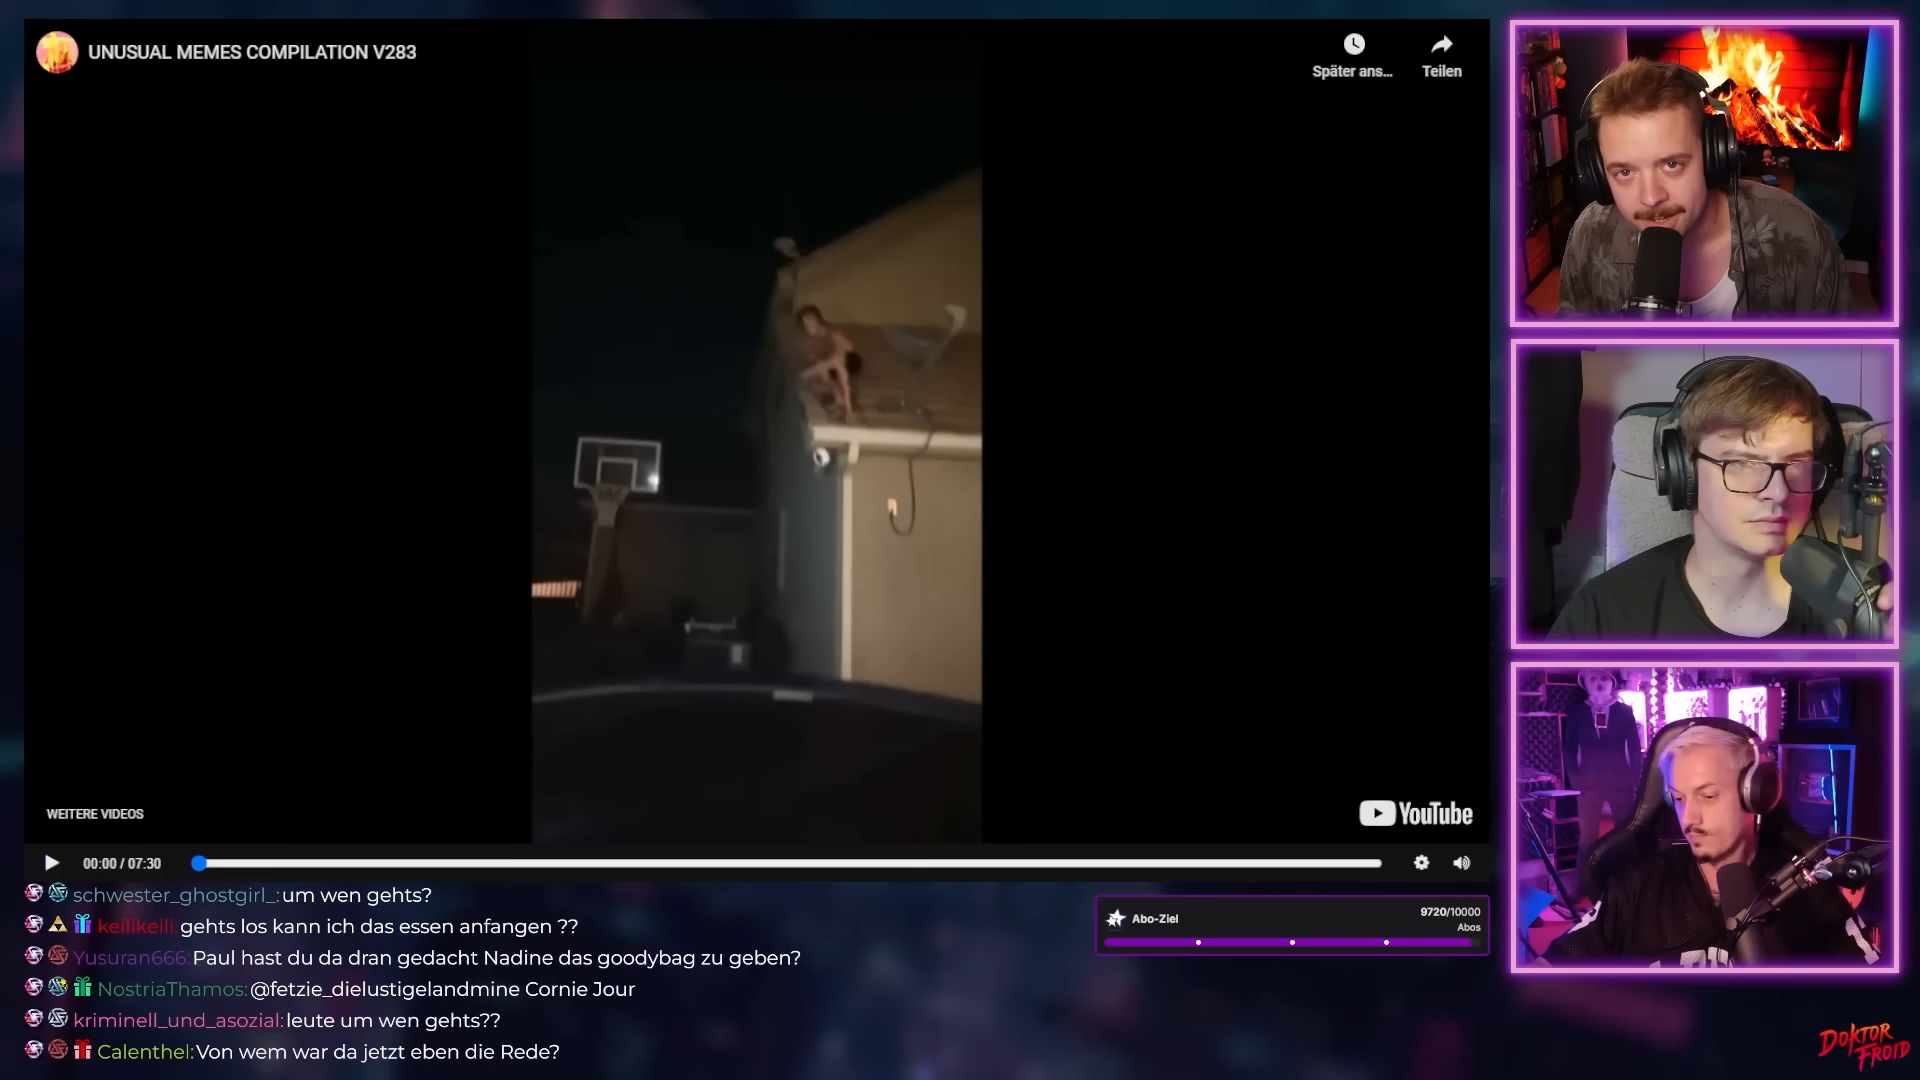 UNUSUAL MEMES COMPILATION V283
Später ans...
Teilen
WEITERE VIDEOS
YouTube
00:00 / 07:30
schwester_ghostgirl_: um wen gehts?
keilikeili: gehts los kann ich das essen anfangen ??
Yusuran666: Paul hast du da dran gedacht Nadine das goodybag zu geben?
NostriaThamos: @fetzie_dielustigelandmine Cornie Jour
kriminell_und_asozial: leute um wen gehts??
Calenthel: Von wem war da jetzt eben die Rede?
Abo-Ziel
9720/10000
Abos
DOKTOR
FROID